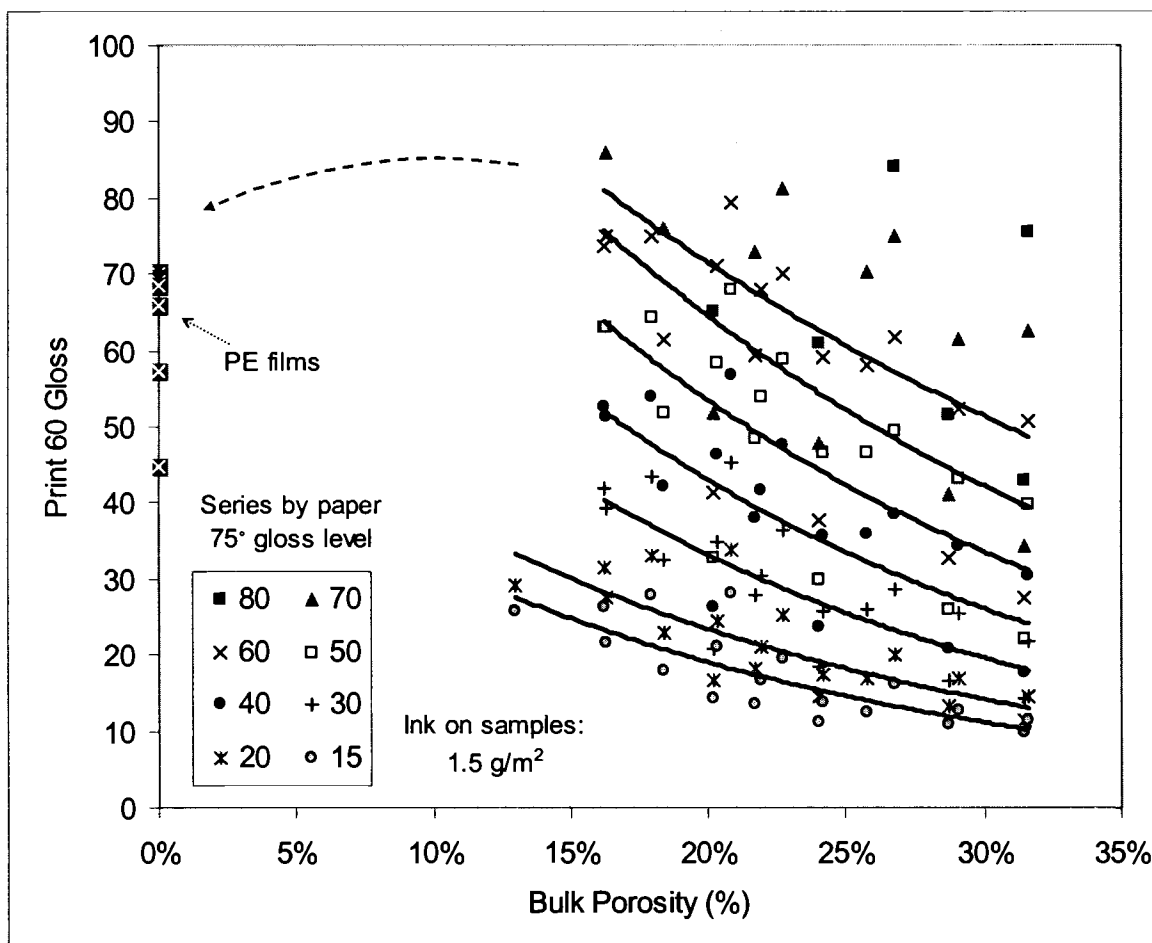 100
90
80
70
60
50
40
30
20
10
0
Print 60 Gloss
PE films
Series by paper
75° gloss level
80 70
60 50
40 30
20 15
Ink on samples:
1.5 g/m²
0% 5% 10% 15% 20% 25% 30% 35%
Bulk Porosity (%)